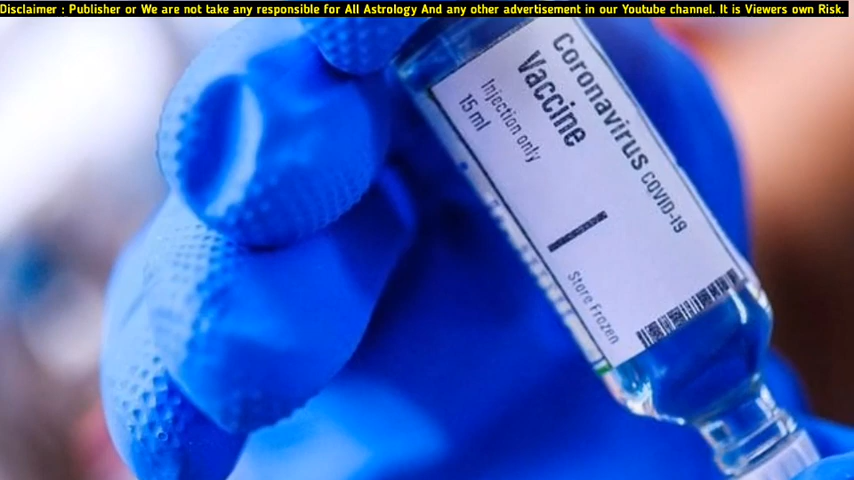 Disclaimer : Publisher or We are not take any responsible for All Astrology And any other advertisement in our Youtube channel. It is Viewers own Risk.
Coronavirus COVID-19
Vaccine
Injection only
15 ml
Store Frozen